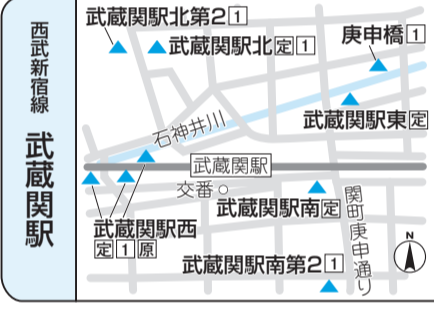 西武新宿線 武蔵関駅
武蔵関駅北第2 1
武蔵関駅北 定 1
庚申橋 1
武蔵関駅東 定
石神井川
武蔵関駅
交番
武蔵関駅南 定
武蔵関駅西
定 1 原
関町庚申通り
武蔵関駅南第2 1
N